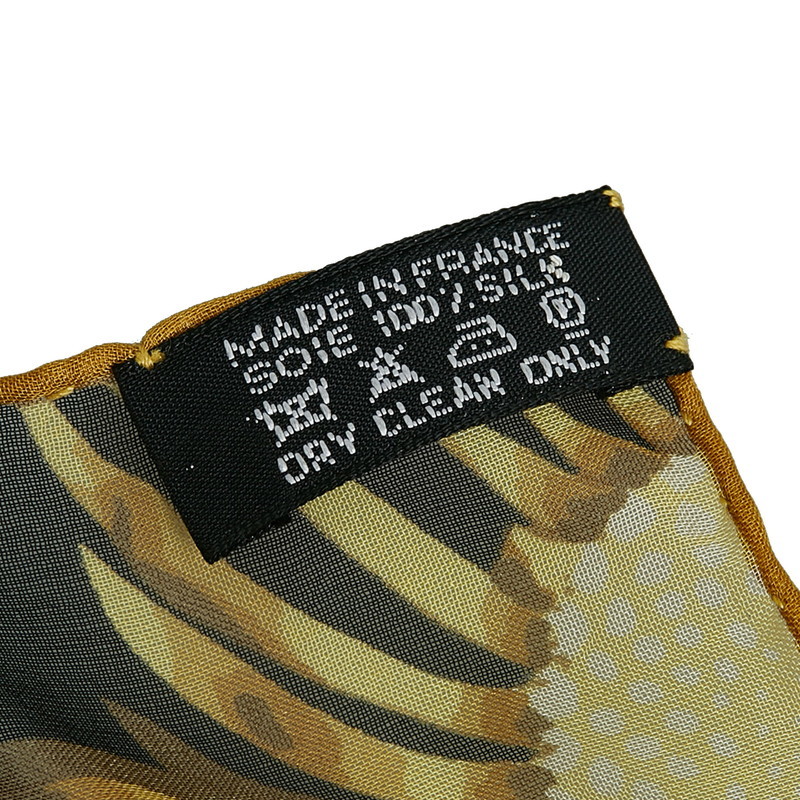 MADE IN FRANCE
SOIE 100% SILK
DRY CLEAN ONLY